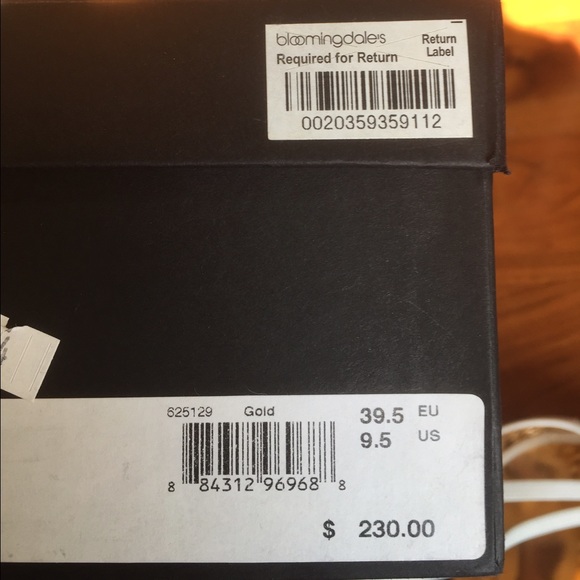 bloomingdale's Return
Required for Return Label
0020359359112
625129 Gold 39.5 EU
9.5 US
8 84312 96968 8
$ 230.00